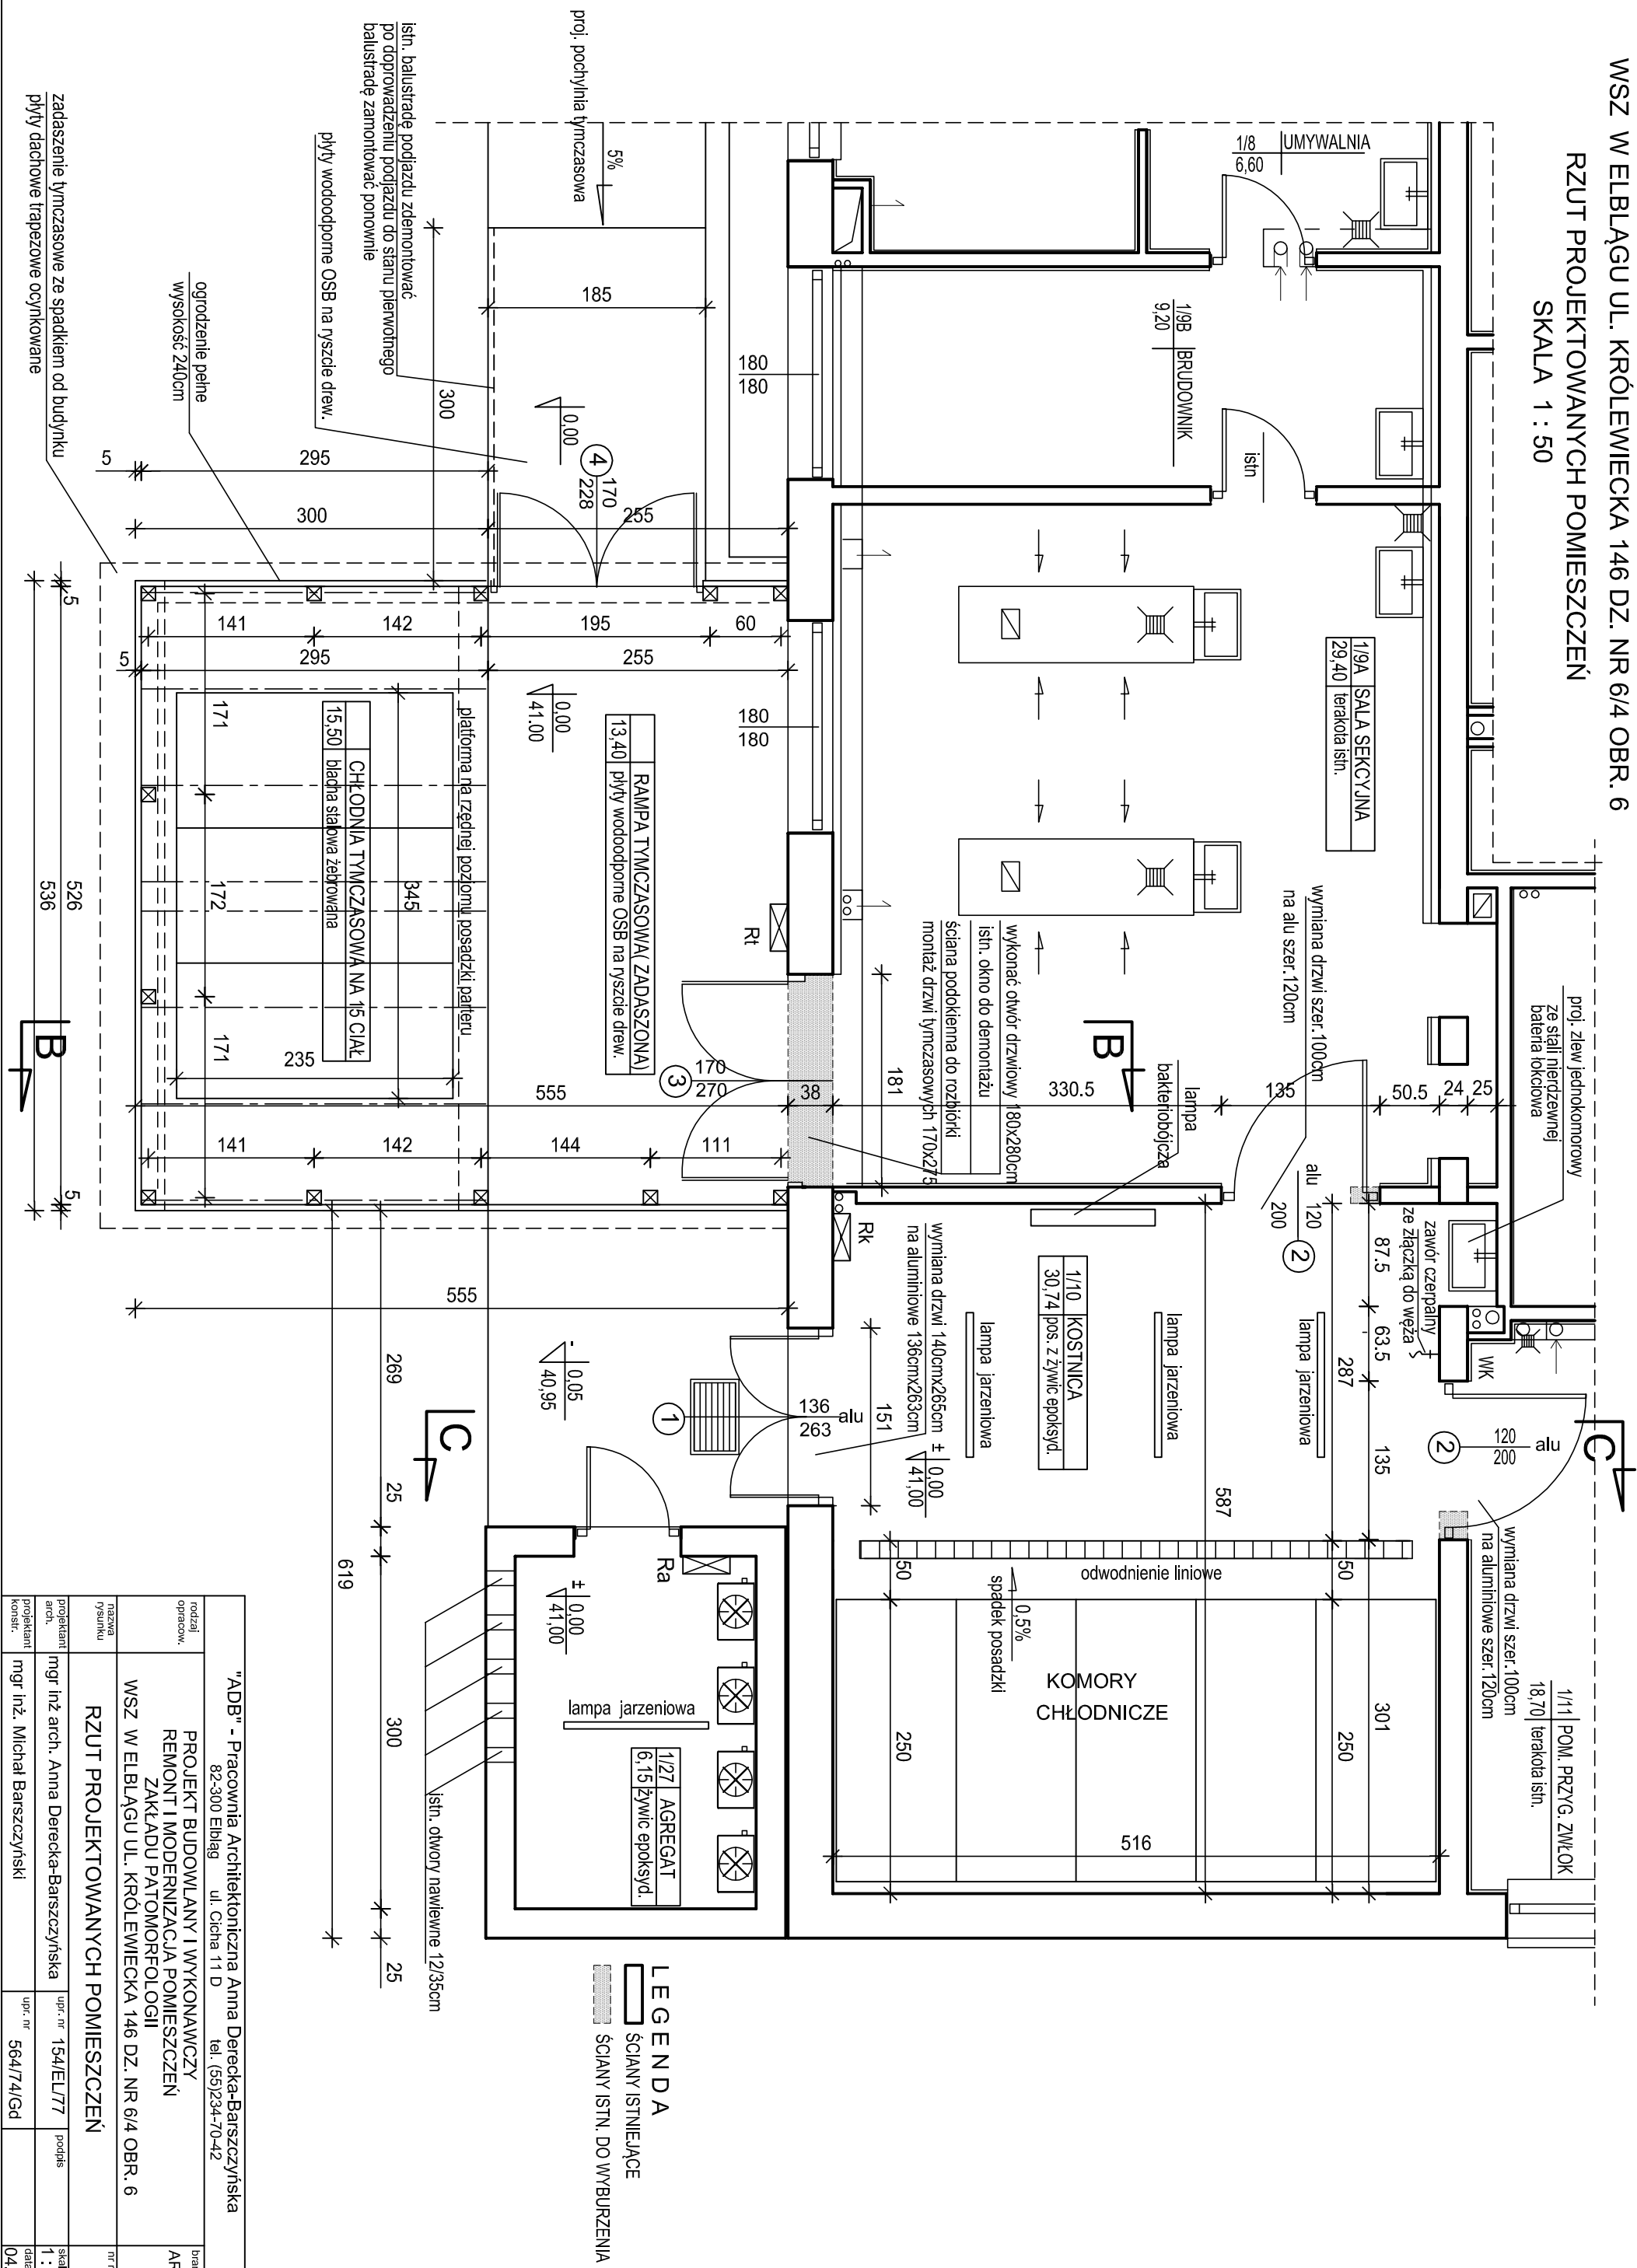 WSZ W ELBLĄGU UL. KRÓLEWIECKA 146 DZ. NR 6/4 OBR. 6
RZUT PROJEKTOWANYCH POMIESZCZEŃ
SKALA 1 : 50
UMYWALNIA
1/8
6,60
1/9B BRUDOWNIK
9,20
istn
1/9A SALA SEKCYJNA
29,40 terakota istn.
proj. zlew jednokomorowy
ze stali nierdzewnej
bateria łokciowa
wymiana drzwi szer.100cm
na alu szer.120cm
zawór czerpalny
ze złączką do węża
WK
alu 120
200
2
120 alu
200
2
C
wymiana drzwi szer.100cm
na aluminiowe szer.120cm
1/11 POM. PRZYG. ZWŁOK
18,70 terakota istn.
50.5
24
25
135
330.5
38
555
87.5
63.5
135
287
50
301
250
587
B
lampa
bakteriobójcza
wykonać otwór drzwiowy 180x280cm
istn. okno do demontażu
ściana podokienna do rozbiórki
montaż drzwi tymczasowych 170x275
181
lampa jarzeniowa
lampa jarzeniowa
lampa jarzeniowa
1/10 KOSTNICA
30,74 pos. z żywic epoksyd.
wymiana drzwi 140cmx265cm
na aluminiowe 136cmx263cm
± 0,00
41,00
Rk
151
136 alu
263
1
odwodnienie liniowe
0,5%
spadek posadzki
50
250
KOMORY
CHŁODNICZE
516
proj. pochylnia tymczasowa
5%
istn. balustradę podjazdu zdemontować
po doprowadzeniu podjazdu do stanu pierwotnego
balustradę zamontować ponownie
płyty wodoodporne OSB na ryszcie drew.
185
300
180
180
0,00
4
170
228
255
295
300
5
ogrodzenie pełne
wysokość 240cm
zadaszenie tymczasowe ze spadkiem od budynku
płyty dachowe trapezowe ocynkowane
141
142
195
60
295
255
5
180
180
0,00
41.00
RAMPA TYMCZASOWA( ZADASZONA)
13,40 płyty wodoodporne OSB na ryszcie drew.
Rt
170
270
3
platforma na rzędnej poziomu posadzki parteru
CHŁODNIA TYMCZASOWA NA 15 CIAŁ
15,50 blacha stalowa żebrowana
171
172
171
345
235
141
142
144
111
5
526
5
536
B
555
- 0,05
40,95
C
269
25
300
25
619
Ra
± 0,00
41,00
lampa jarzeniowa
1/27 AGREGAT
6,15 żywic epoksyd.
istn. otwory nawiewne 12/35cm
L E G E N D A
ŚCIANY ISTNIEJĄCE
ŚCIANY ISTN. DO WYBURZENIA
"ADB" - Pracownia Architektoniczna Anna Derecka-Barszczyńska
82-300 Elbląg ul. Cicha 11 D tel. (55)234-70-42
rodzaj
opracow.
PROJEKT BUDOWLANY I WYKONAWCZY
REMONT I MODERNIZACJA POMIESZCZEŃ
ZAKŁADU PATOMORFOLOGII
WSZ W ELBLĄGU UL. KRÓLEWIECKA 146 DZ. NR 6/4 OBR. 6
nazwa
rysunku
RZUT PROJEKTOWANYCH POMIESZCZEŃ
projektant
arch.
mgr inż arch. Anna Derecka-Barszczyńska
upr. nr 154/EL/77
podpis
projektant
konstr.
mgr inż. Michał Barszczyński
upr. nr 564/74/Gd